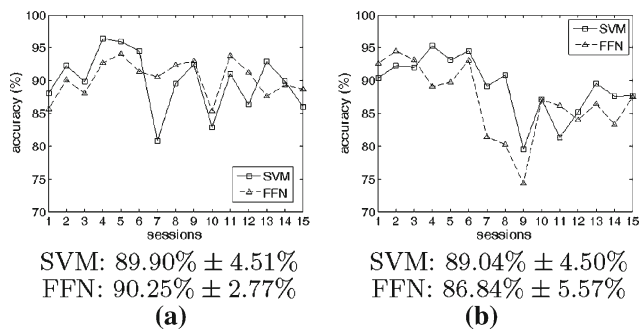 100
95
90
85
80
75
70
accuracy (%)
SVM
FFN
1 2 3 4 5 6 7 8 9 10 11 12 13 14 15
sessions
SVM: 89.90% ± 4.51%
FFN: 90.25% ± 2.77%
(a)
100
95
90
85
80
75
70
accuracy (%)
SVM
FFN
1 2 3 4 5 6 7 8 9 10 11 12 13 14 15
sessions
SVM: 89.04% ± 4.50%
FFN: 86.84% ± 5.57%
(b)